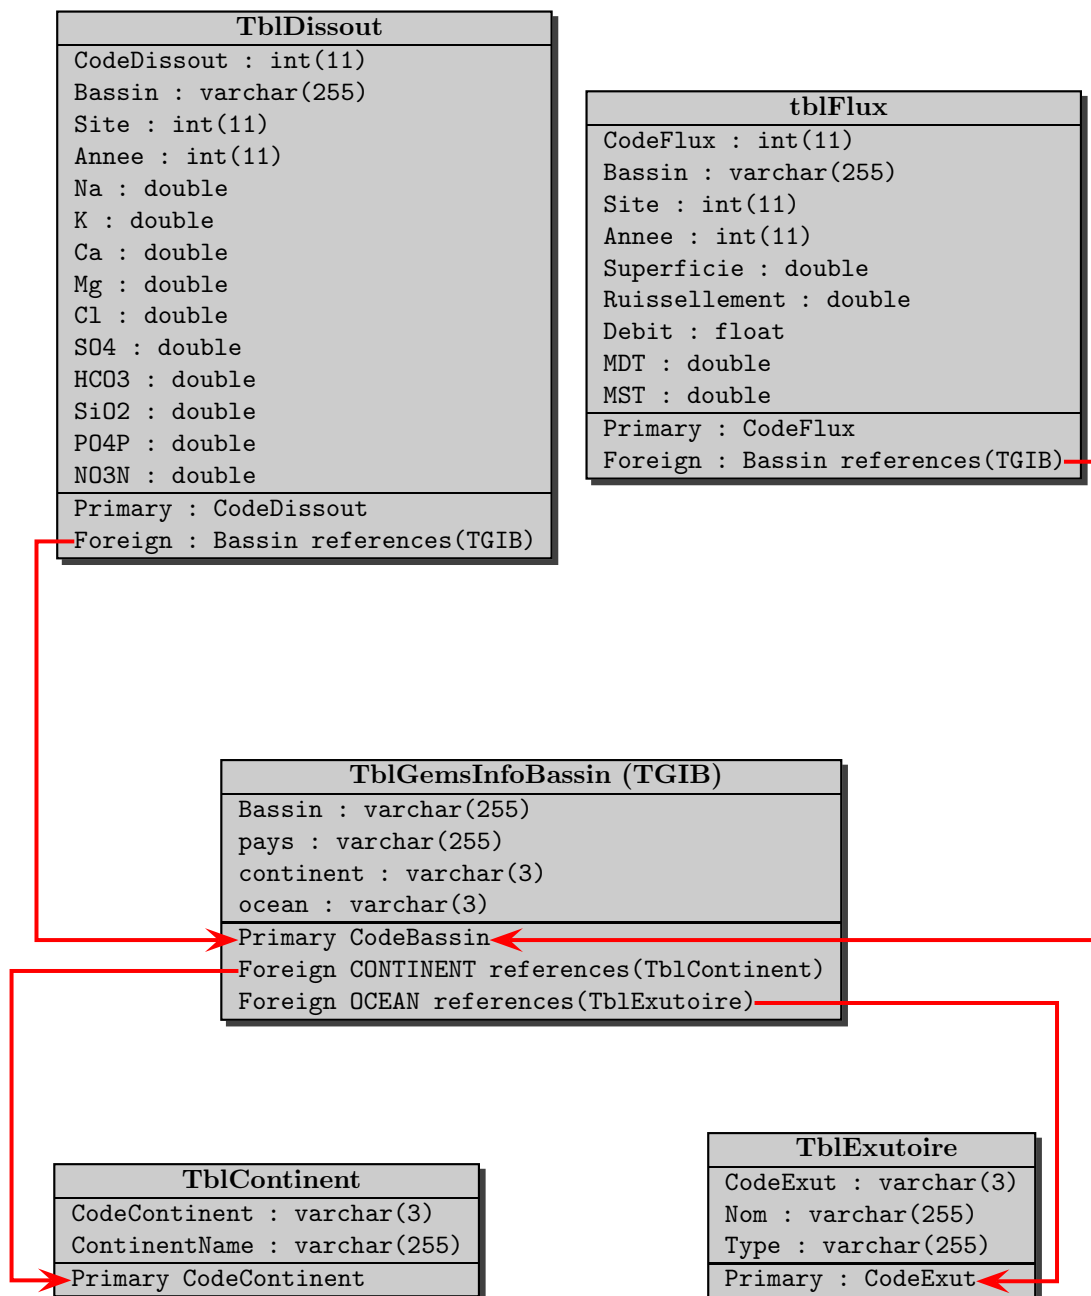 TblDissout
CodeDissout : int(11)
Bassin : varchar(255)
Site : int(11)
Annee : int(11)
Na : double
K : double
Ca : double
Mg : double
Cl : double
SO4 : double
HCO3 : double
SiO2 : double
PO4P : double
NO3N : double
Primary : CodeDissout
Foreign : Bassin references(TGIB)
tblFlux
CodeFlux : int(11)
Bassin : varchar(255)
Site : int(11)
Annee : int(11)
Superficie : double
Ruissellement : double
Debit : float
MDT : double
MST : double
Primary : CodeFlux
Foreign : Bassin references(TGIB)
TblGemsInfoBassin (TGIB)
Bassin : varchar(255)
pays : varchar(255)
continent : varchar(3)
ocean : varchar(3)
Primary CodeBassin
Foreign CONTINENT references(TblContinent)
Foreign OCEAN references(TblExutoire)
TblContinent
CodeContinent : varchar(3)
ContinentName : varchar(255)
Primary CodeContinent
TblExutoire
CodeExut : varchar(3)
Nom : varchar(255)
Type : varchar(255)
Primary : CodeExut